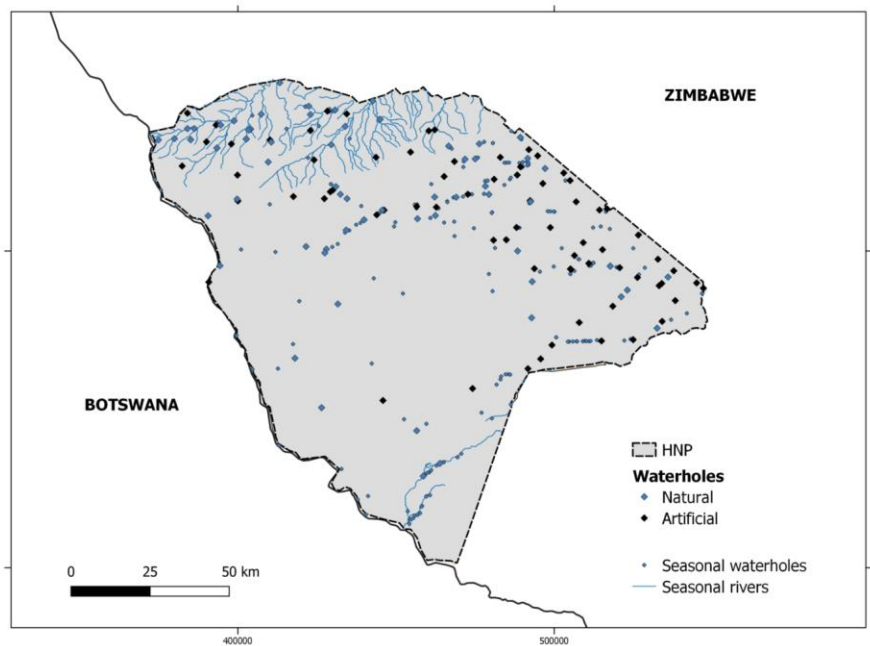 ZIMBABWE
BOTSWANA
HNP
Waterholes
Natural
Artificial
Seasonal waterholes
Seasonal rivers
0 25 50 km
400000 500000